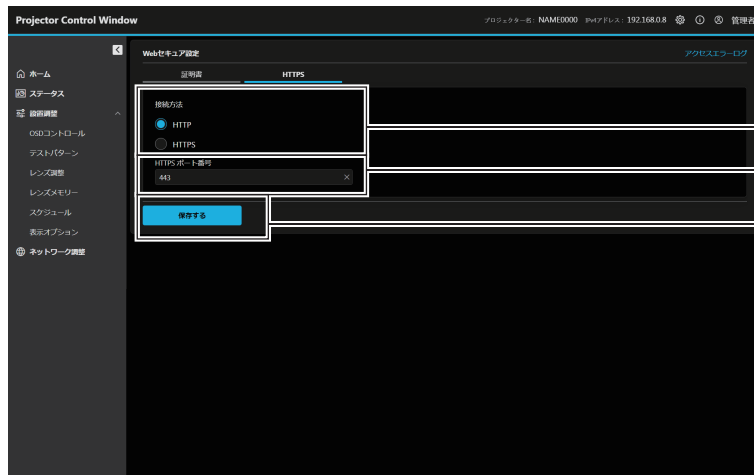 Projector Control Window
プロジェクター名: NAME0000 IPv4アドレス: 192.168.0.8 管理者
Webセキュア設定 アクセスエラーログ
証明書 HTTPS
接続方法
HTTP
HTTPS
HTTPS ポート番号
443
保存する
ホーム
ステータス
設置調整
OSDコントロール
テストパターン
レンズ調整
レンズメモリー
スケジュール
表示オプション
ネットワーク調整